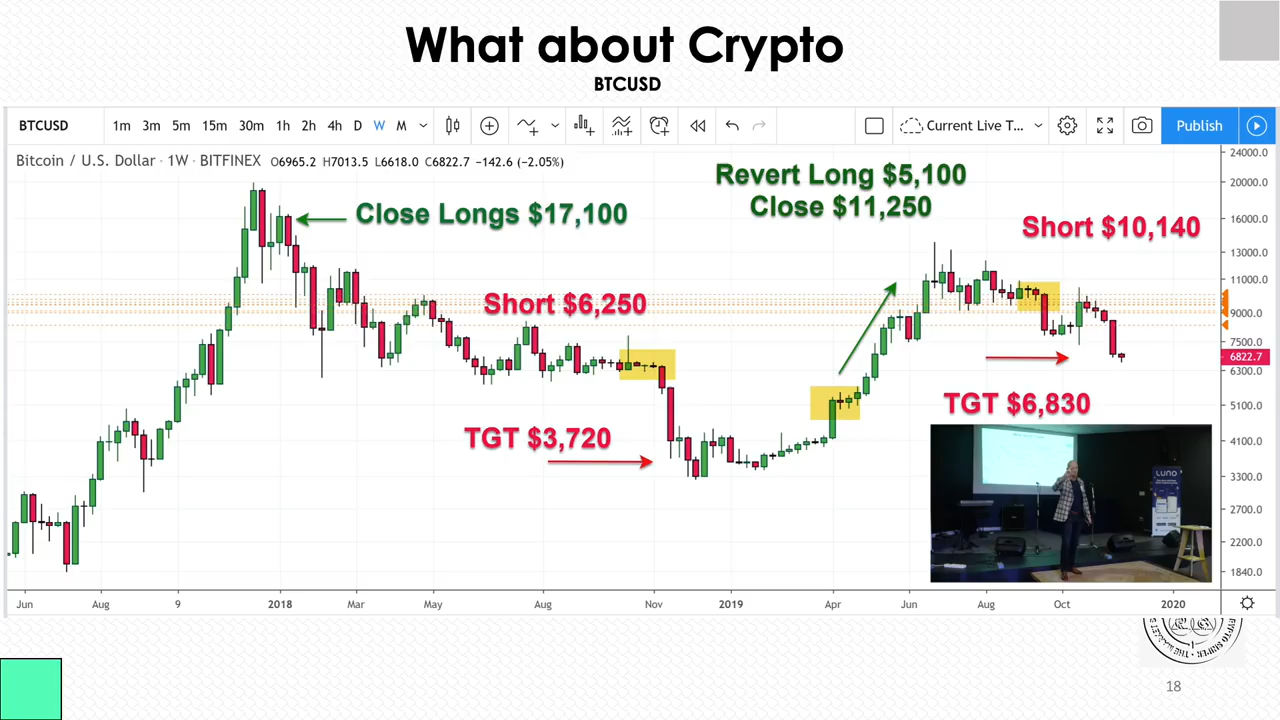 What about Crypto
BTCUSD
BTCUSD 1m 3m 5m 15m 30m 1h 2h 4h D W M Current Live T... Publish
Bitcoin / U.S. Dollar · 1W · BITFINEX O6965.2 H7013.5 L6618.0 C6822.7 −142.6 (−2.05%)
Close Longs $17,100
Revert Long $5,100
Close $11,250
Short $10,140
Short $6,250
TGT $3,720
TGT $6,830
24000.0
20000.0
16000.0
13000.0
11000.0
9000.0
7500.0
6822.7
6300.0
5100.0
4100.0
3300.0
2700.0
2200.0
1840.0
LUNO
Jun Aug 9 2018 Mar May Aug Nov 2019 Apr Jun Aug Oct 2020
18